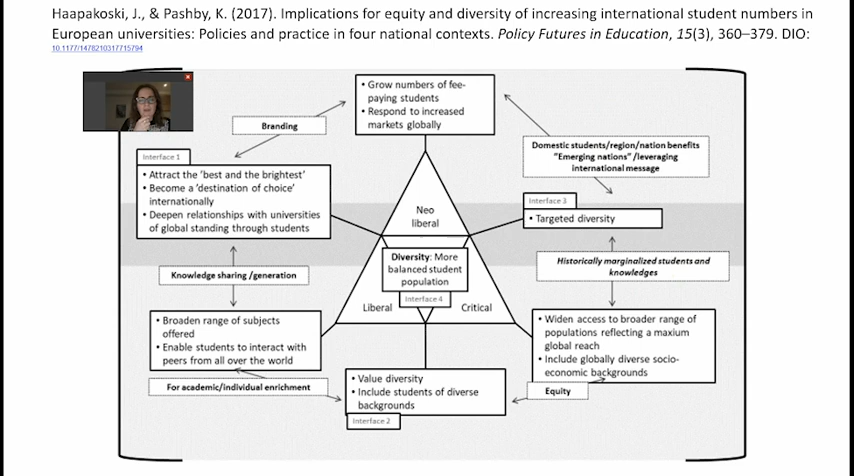 Haapakoski, J., & Pashby, K. (2017). Implications for equity and diversity of increasing international student numbers in
European universities: Policies and practice in four national contexts. Policy Futures in Education, 15(3), 360–379. DIO:
10.1177/1478210317715794
• Grow numbers of fee-
paying students
• Respond to increased
markets globally
Branding
Domestic students/region/nation benefits
"Emerging nations" /leveraging
international message
Interface 1
• Attract the 'best and the brightest'
• Become a 'destination of choice'
internationally
• Deepen relationships with universities
of global standing through students
Neo
liberal
Interface 3
• Targeted diversity
Diversity: More
balanced student
population
Interface 4
Liberal
Critical
Knowledge sharing /generation
Historically marginalized students and
knowledges
• Broaden range of subjects
offered
• Enable students to interact with
peers from all over the world
• Widen access to broader range of
populations reflecting a maxium
global reach
• Include globally diverse socio-
economic backgrounds
For academic/individual enrichment
• Value diversity
• Include students of diverse
backgrounds
Interface 2
Equity